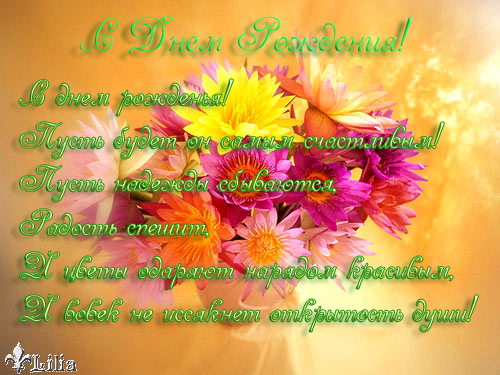 С Днем Рождения!
С днем рожденья!
Пусть будет он самым счастливым!
Пусть надежды сбываются,
Радость спешит,
И цветы одаряют нарядом красивым,
И вовек не иссякнет открытость души!
Lilia